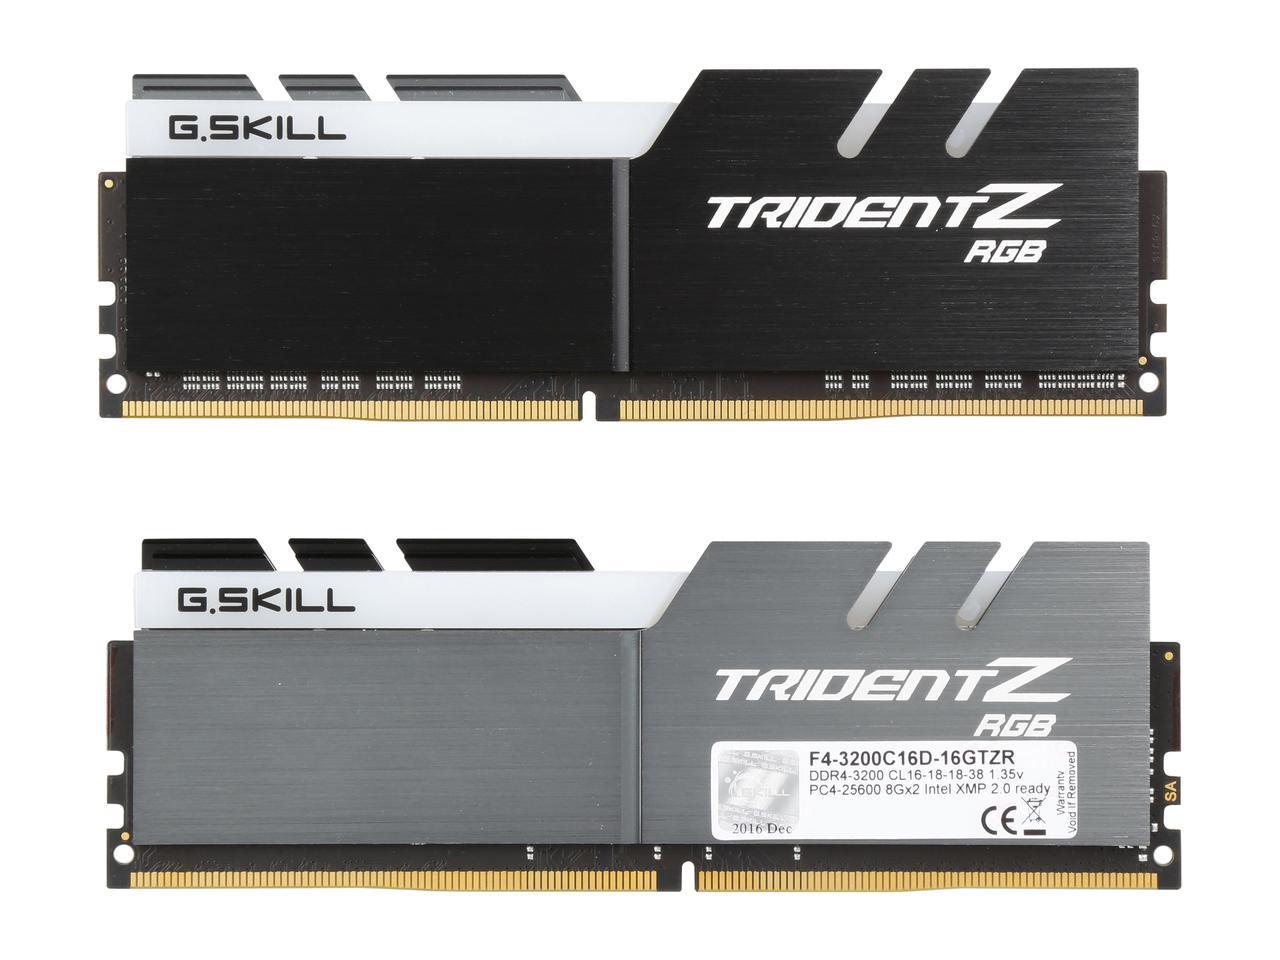 G.SKILL
TRIDENTZ
RGB
G.SKILL
TRIDENTZ
RGB
F4-3200C16D-16GTZR
DDR4-3200 CL16-18-18-38 1.35v
PC4-25600 8Gx2 Intel XMP 2.0 ready
G.SKILL
2016 Dec
CE
Warranty
Void If Removed
SA